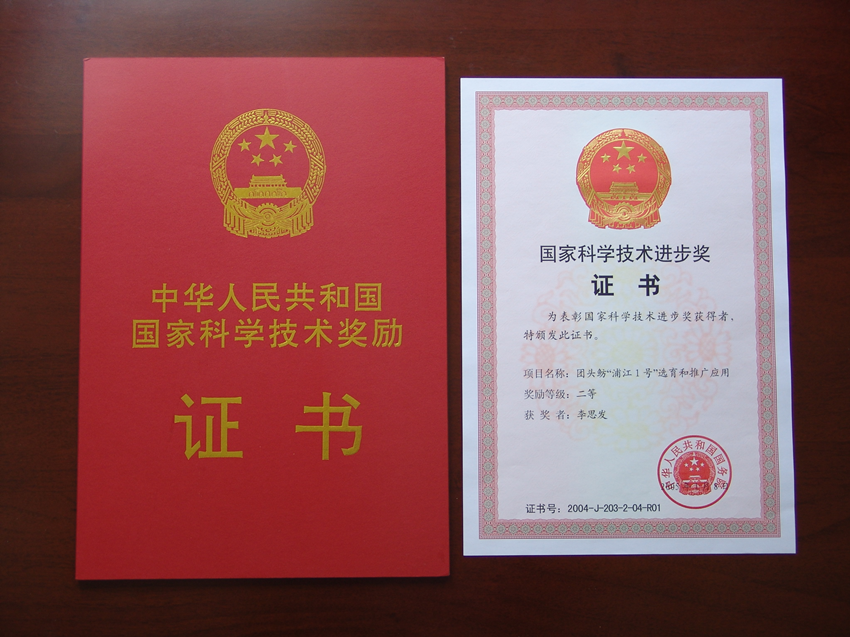 中华人民共和国
国家科学技术奖励
证 书
国家科学技术进步奖
证 书
为表彰国家科学技术进步奖获得者，
特颁发此证书。
项目名称：团头鲂“浦江1号”选育和推广应用
奖励等级：二等
获 奖 者：李思发
中华人民共和国国务院
证书号：2004-J-203-2-04-R01